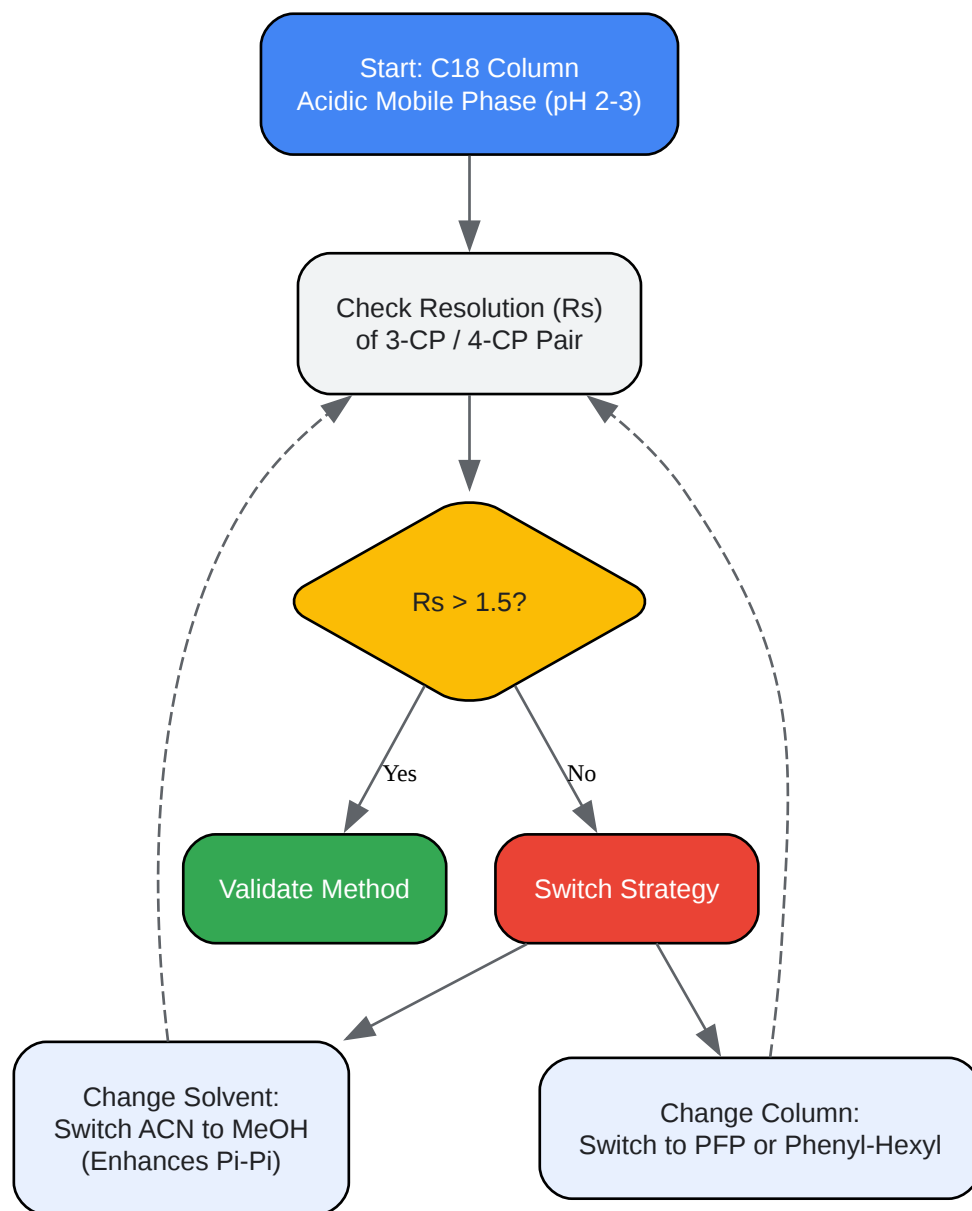 Start: C18 Column
Acidic Mobile Phase (pH 2-3)
Check Resolution (Rs)
of 3-CP / 4-CP Pair
Rs > 1.5?
Yes
No
Validate Method
Switch Strategy
Change Solvent:
Switch ACN to MeOH
(Enhances Pi-Pi)
Change Column:
Switch to PFP or Phenyl-Hexyl